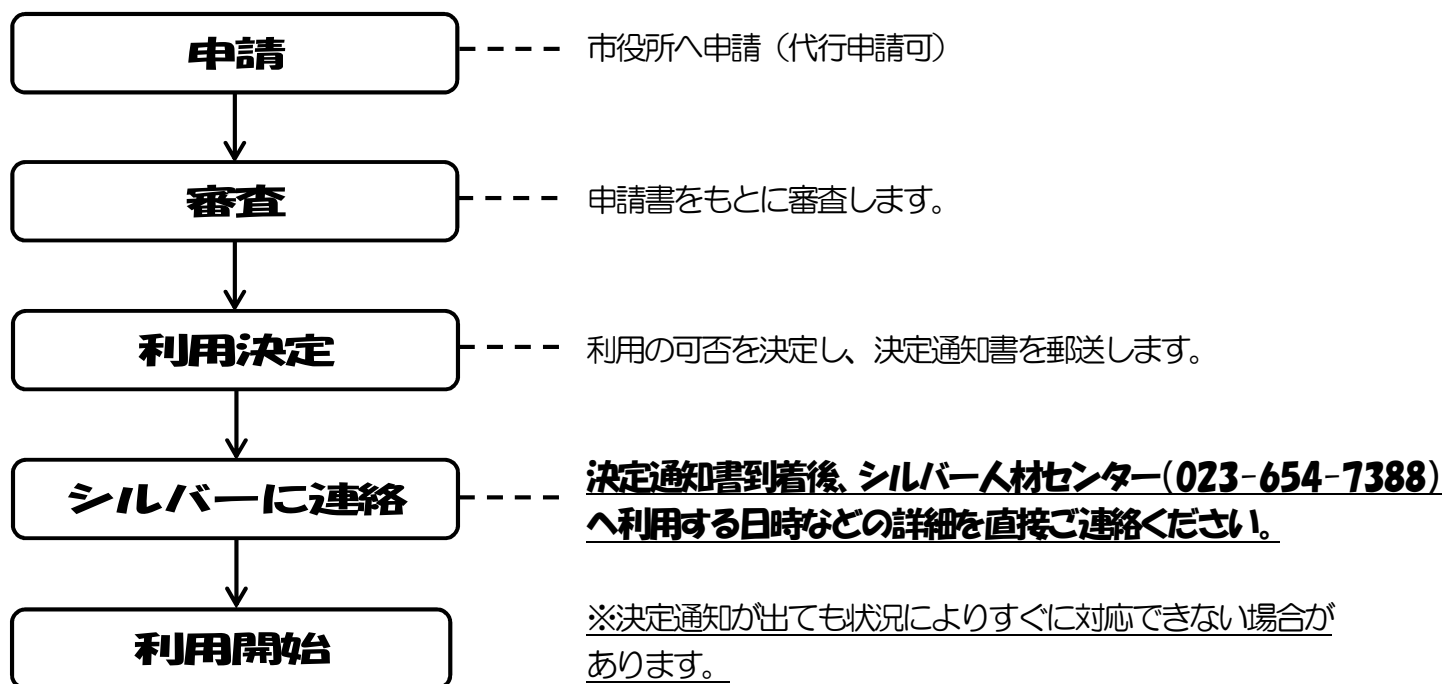 申請
市役所へ申請（代行申請可）
審査
申請書をもとに審査します。
利用決定
利用の可否を決定し、決定通知書を郵送します。
シルバーに連絡
決定通知書到着後、シルバー人材センター(023-654-7388)
へ利用する日時などの詳細を直接ご連絡ください。
利用開始
※決定通知が出ても状況によりすぐに対応できない場合が
あります。